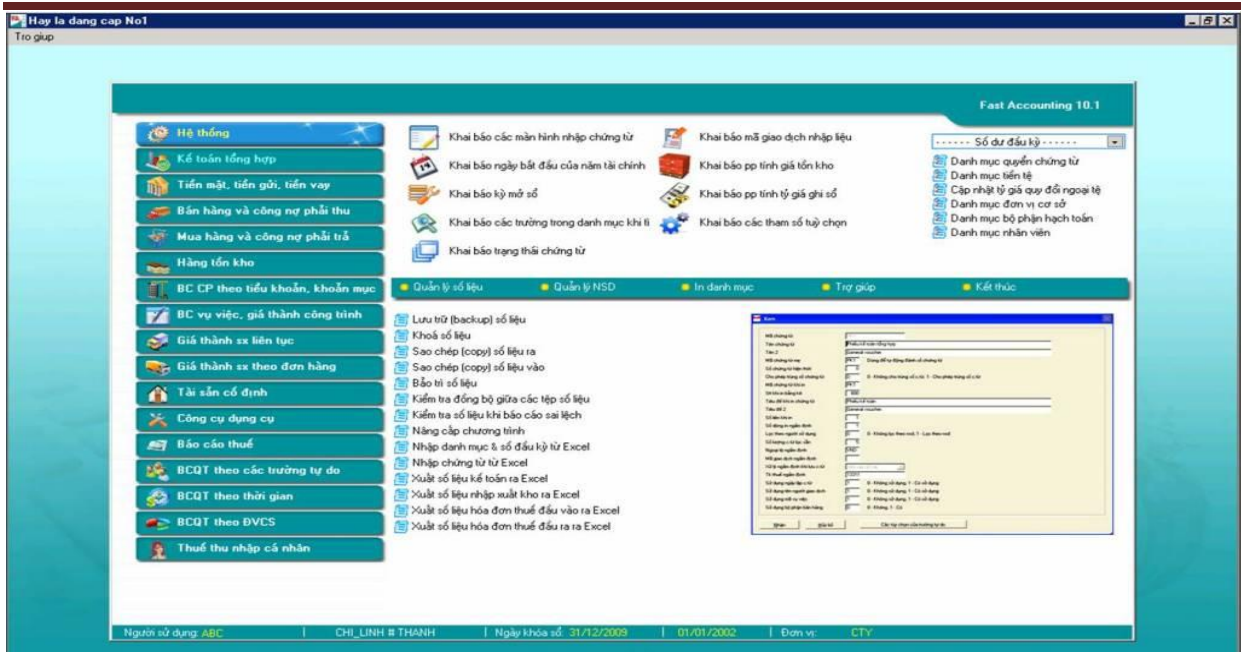 Hay la dang cap No1
Tro giup
Fast Accounting 10.1
Hệ thống
Kế toán tổng hợp
Tiền mặt, tiền gửi, tiền vay
Bán hàng và công nợ phải thu
Mua hàng và công nợ phải trả
Hàng tồn kho
BC CP theo tiểu khoản, khoản mục
BC vụ việc, giá thành công trình
Giá thành sx liên tục
Giá thành sx theo đơn hàng
Tài sản cố định
Công cụ dụng cụ
Báo cáo thuế
BCQT theo các trường tự do
BCQT theo thời gian
BCQT theo ĐVCS
Thuế thu nhập cá nhân
Khai báo các màn hình nhập chứng từ
Khai báo ngày bắt đầu của năm tài chính
Khai báo kỳ mở sổ
Khai báo các trường trong danh mục khi ti
Khai báo trạng thái chứng từ
Khai báo mã giao dịch nhập liệu
Khai báo pp tính giá tồn kho
Khai báo pp tính tỷ giá ghi sổ
Khai báo các tham số tuỳ chọn
------ Số dư đầu kỳ ------
Danh mục quyển chứng từ
Danh mục tiền tệ
Cập nhật tỷ giá quy đổi ngoại tệ
Danh mục đơn vị cơ sở
Danh mục bộ phận hạch toán
Danh mục nhân viên
Quản lý số liệu
Quản lý NSD
In danh mục
Trợ giúp
Kết thúc
Lưu trữ (backup) số liệu
Khoá số liệu
Sao chép (copy) số liệu ra
Sao chép (copy) số liệu vào
Bảo trì số liệu
Kiểm tra đồng bộ giữa các tệp số liệu
Kiểm tra số liệu khi báo cáo sai lệch
Nâng cấp chương trình
Nhập danh mục & số đầu kỳ từ Excel
Nhập chứng từ từ Excel
Xuất số liệu kế toán ra Excel
Xuất số liệu nhập xuất kho ra Excel
Xuất số liệu hóa đơn thuế đầu vào ra Excel
Xuất số liệu hóa đơn thuế đầu ra ra Excel
Mã chứng từ
Tên chứng từ
Phiếu kế toán tổng hợp
Tên 2
General voucher
Người sử dụng: ABC | CHI_LINH # THANH | Ngày khóa sổ: 31/12/2009 | 01/01/2002 | Đơn vị: CTY